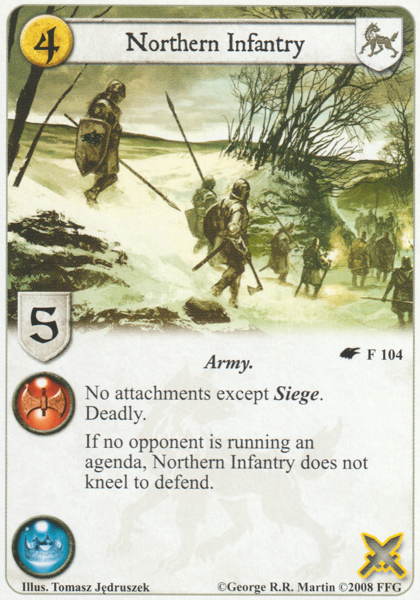 4
Northern Infantry
5
Army.
F 104
No attachments except Siege.
Deadly.
If no opponent is running an
agenda, Northern Infantry does not
kneel to defend.
Illus. Tomasz Jędruszek
©George R.R. Martin ©2008 FFG